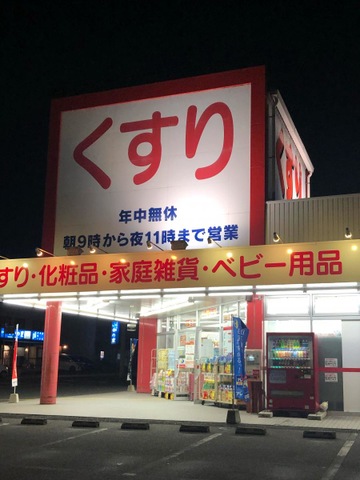 くすり
年中無休
朝9時から夜11時まで営業
すり・化粧品・家庭雑貨・ベビー用品